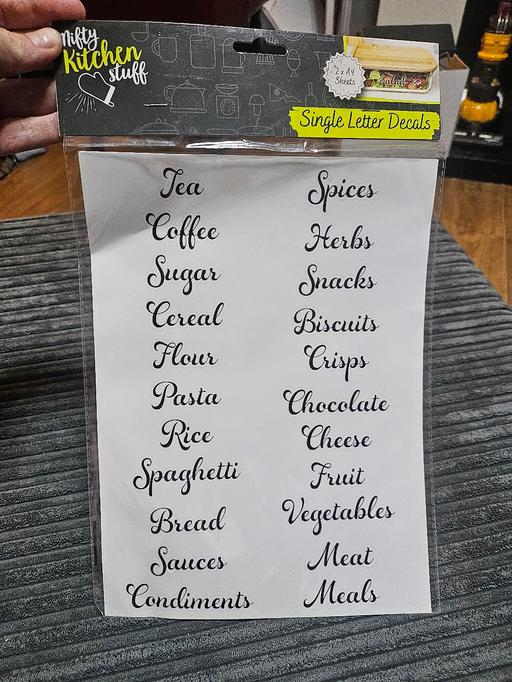 Nifty
Kitchen
stuff
2 x A4
Sheets
Salad
Single Letter Decals
Tea
Coffee
Sugar
Cereal
Flour
Pasta
Rice
Spaghetti
Bread
Sauces
Condiments
Spices
Herbs
Snacks
Biscuits
Crisps
Chocolate
Cheese
Fruit
Vegetables
Meat
Meals